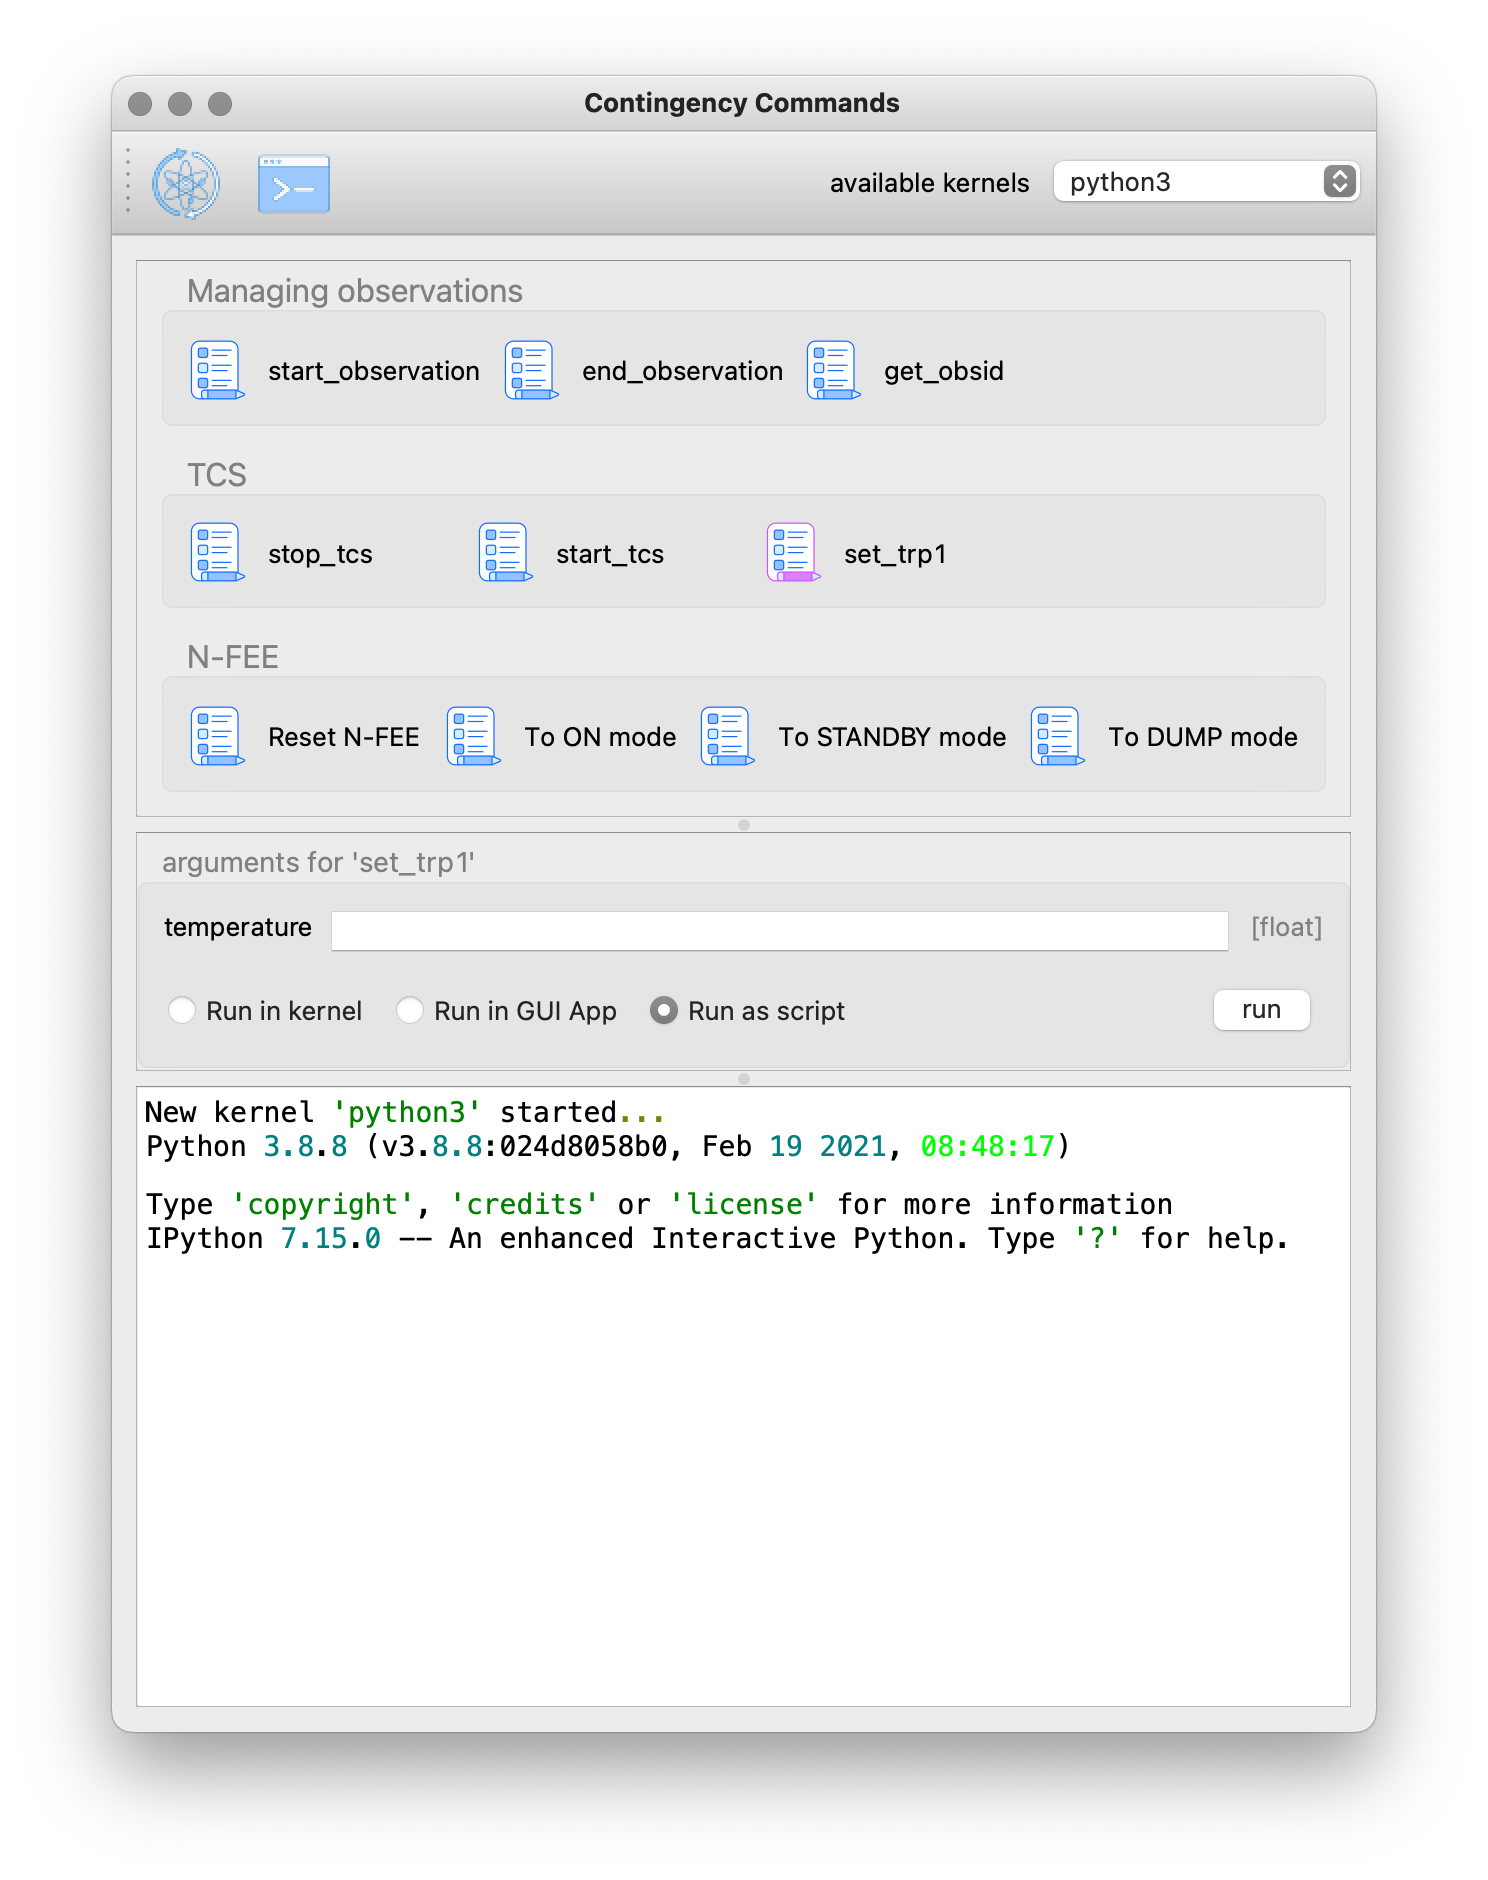 Contingency Commands
available kernels python3
Managing observations
start_observation end_observation get_obsid
TCS
stop_tcs start_tcs set_trp1
N-FEE
Reset N-FEE To ON mode To STANDBY mode To DUMP mode
arguments for 'set_trp1'
temperature [float]
Run in kernel Run in GUI App Run as script run
New kernel 'python3' started...
Python 3.8.8 (v3.8.8:024d8058b0, Feb 19 2021, 08:48:17)
Type 'copyright', 'credits' or 'license' for more information
IPython 7.15.0 -- An enhanced Interactive Python. Type '?' for help.